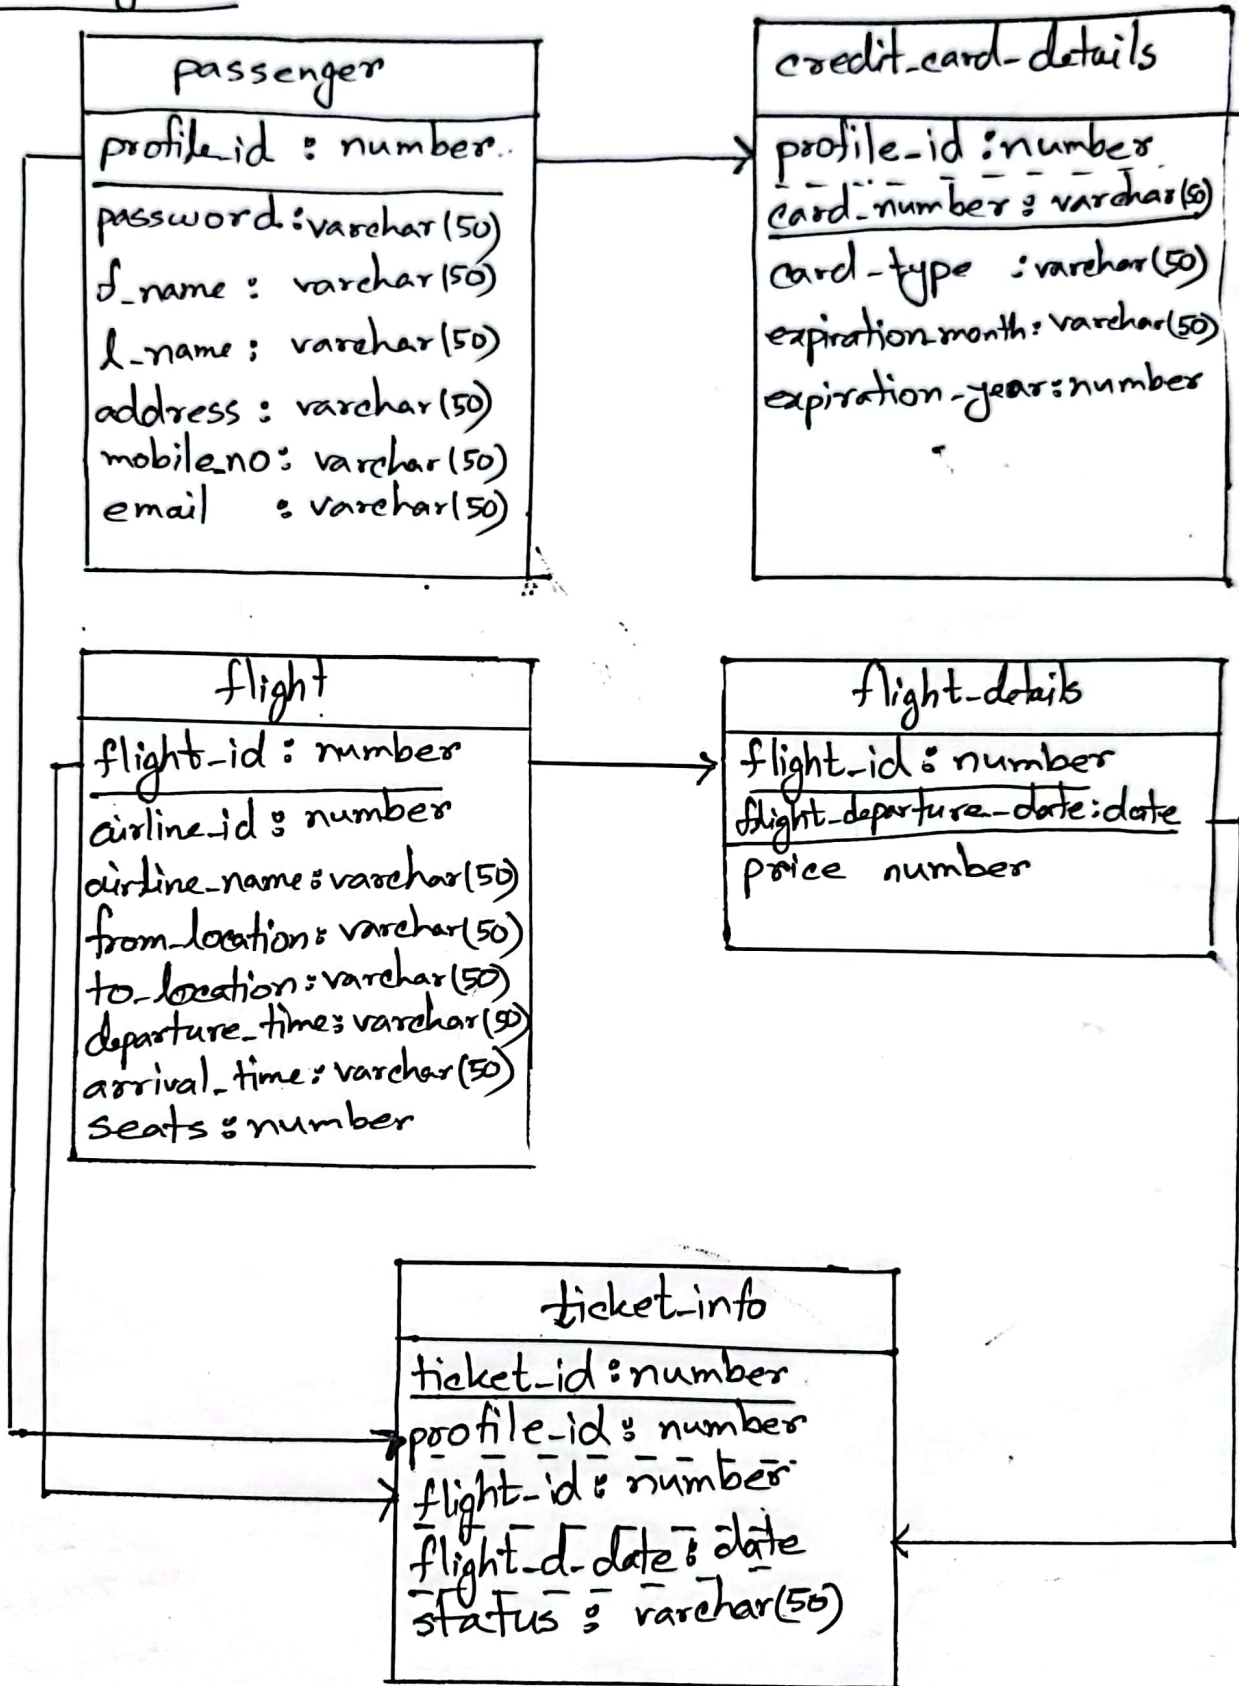 passenger
profile_id : number
password : varchar(50)
f_name : varchar(50)
l_name : varchar(50)
address : varchar(50)
mobile_no : varchar(50)
email : varchar(50)
credit_card_details
profile_id : number
card_number : varchar(50)
card_type : varchar(50)
expiration_month : varchar(50)
expiration_year : number
flight
flight_id : number
airline_id : number
airline_name : varchar(50)
from_location : varchar(50)
to_location : varchar(50)
departure_time : varchar(50)
arrival_time : varchar(50)
seats : number
flight_details
flight_id : number
flight_departure_date : date
price number
ticket_info
ticket_id : number
profile_id : number
flight_id : number
flight_d_date : date
status : varchar(50)